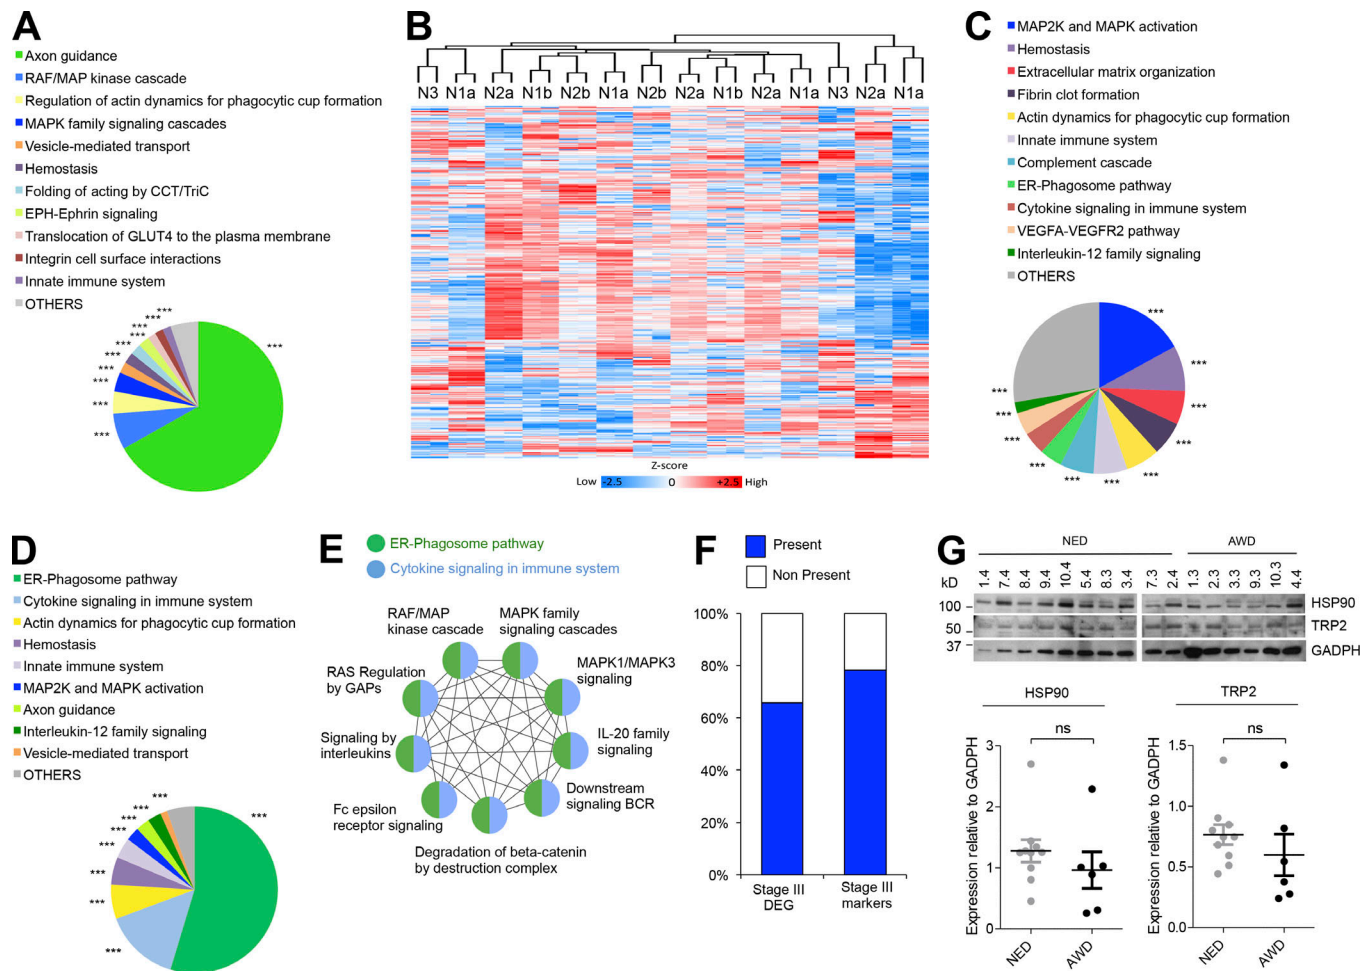 A
Axon guidance
RAF/MAP kinase cascade
Regulation of actin dynamics for phagocytic cup formation
MAPK family signaling cascades
Vesicle-mediated transport
Hemostasis
Folding of acting by CCT/TriC
EPH-Ephrin signaling
Translocation of GLUT4 to the plasma membrane
Integrin cell surface interactions
Innate immune system
OTHERS
***
***
***
***
***
***
***
***
***
***
***
B
N3 N1a N2a N1b N2b N1a N2b N2a N1b N2a N1a N3 N2a N1a
Z-score
Low -2.5 0 +2.5 High
C
MAP2K and MAPK activation
Hemostasis
Extracellular matrix organization
Fibrin clot formation
Actin dynamics for phagocytic cup formation
Innate immune system
Complement cascade
ER-Phagosome pathway
Cytokine signaling in immune system
VEGFA-VEGFR2 pathway
Interleukin-12 family signaling
OTHERS
***
***
***
***
***
***
***
***
***
***
***
D
ER-Phagosome pathway
Cytokine signaling in immune system
Actin dynamics for phagocytic cup formation
Hemostasis
Innate immune system
MAP2K and MAPK activation
Axon guidance
Interleukin-12 family signaling
Vesicle-mediated transport
OTHERS
***
***
***
***
***
***
***
***
***
E
ER-Phagosome pathway
Cytokine signaling in immune system
RAF/MAP
kinase cascade
MAPK family
signaling cascades
MAPK1/MAPK3
signaling
RAS Regulation
by GAPs
IL-20 family
signaling
Signaling by
interleukins
Downstream
signaling BCR
Fc epsilon
receptor signaling
Degradation of beta-catenin
by destruction complex
F
Present
Non Present
100%
80%
60%
40%
20%
0%
Stage III
DEG
Stage III
markers
G
NED AWD
kD 1.4 7.4 8.4 9.4 10.4 5.4 8.3 3.4 7.3 2.4 1.3 2.3 3.3 9.3 10.3 4.4
100 HSP90
50 TRP2
37 GADPH
HSP90
ns
Expression relative to GADPH
3
2
1
0
NED AWD
TRP2
ns
Expression relative to GADPH
1.5
1.0
0.5
0.0
NED AWD